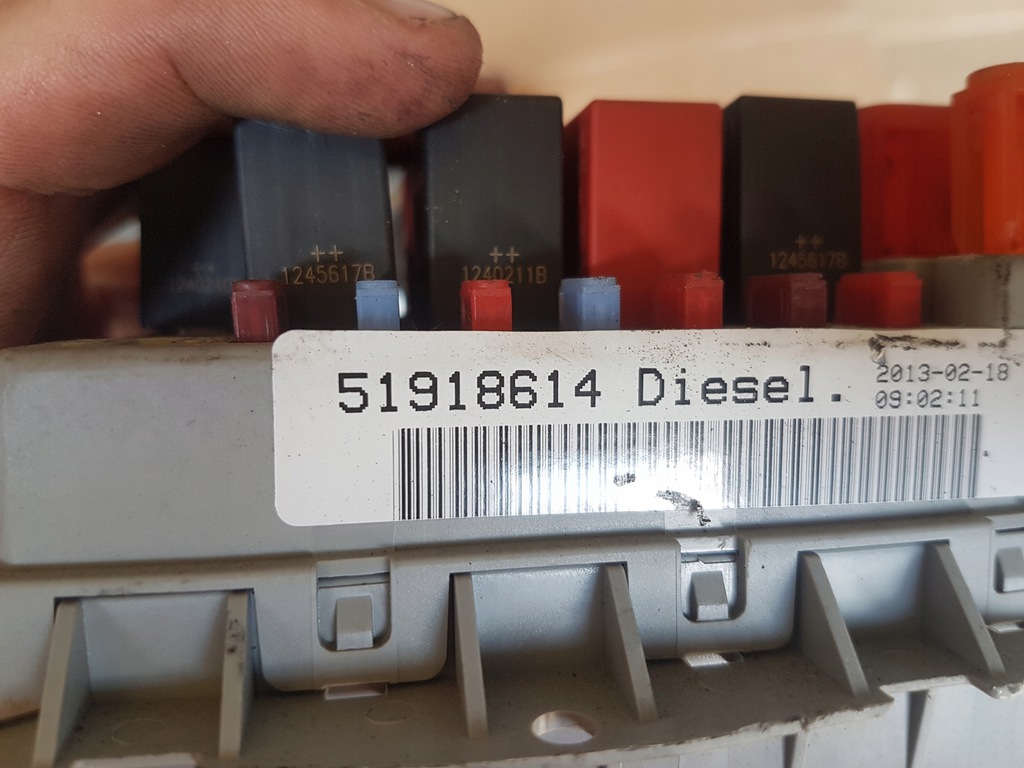 ++
1245617B
++
1240211B
++
1245617B
51918614 Diesel.
2013-02-18
09:02:11